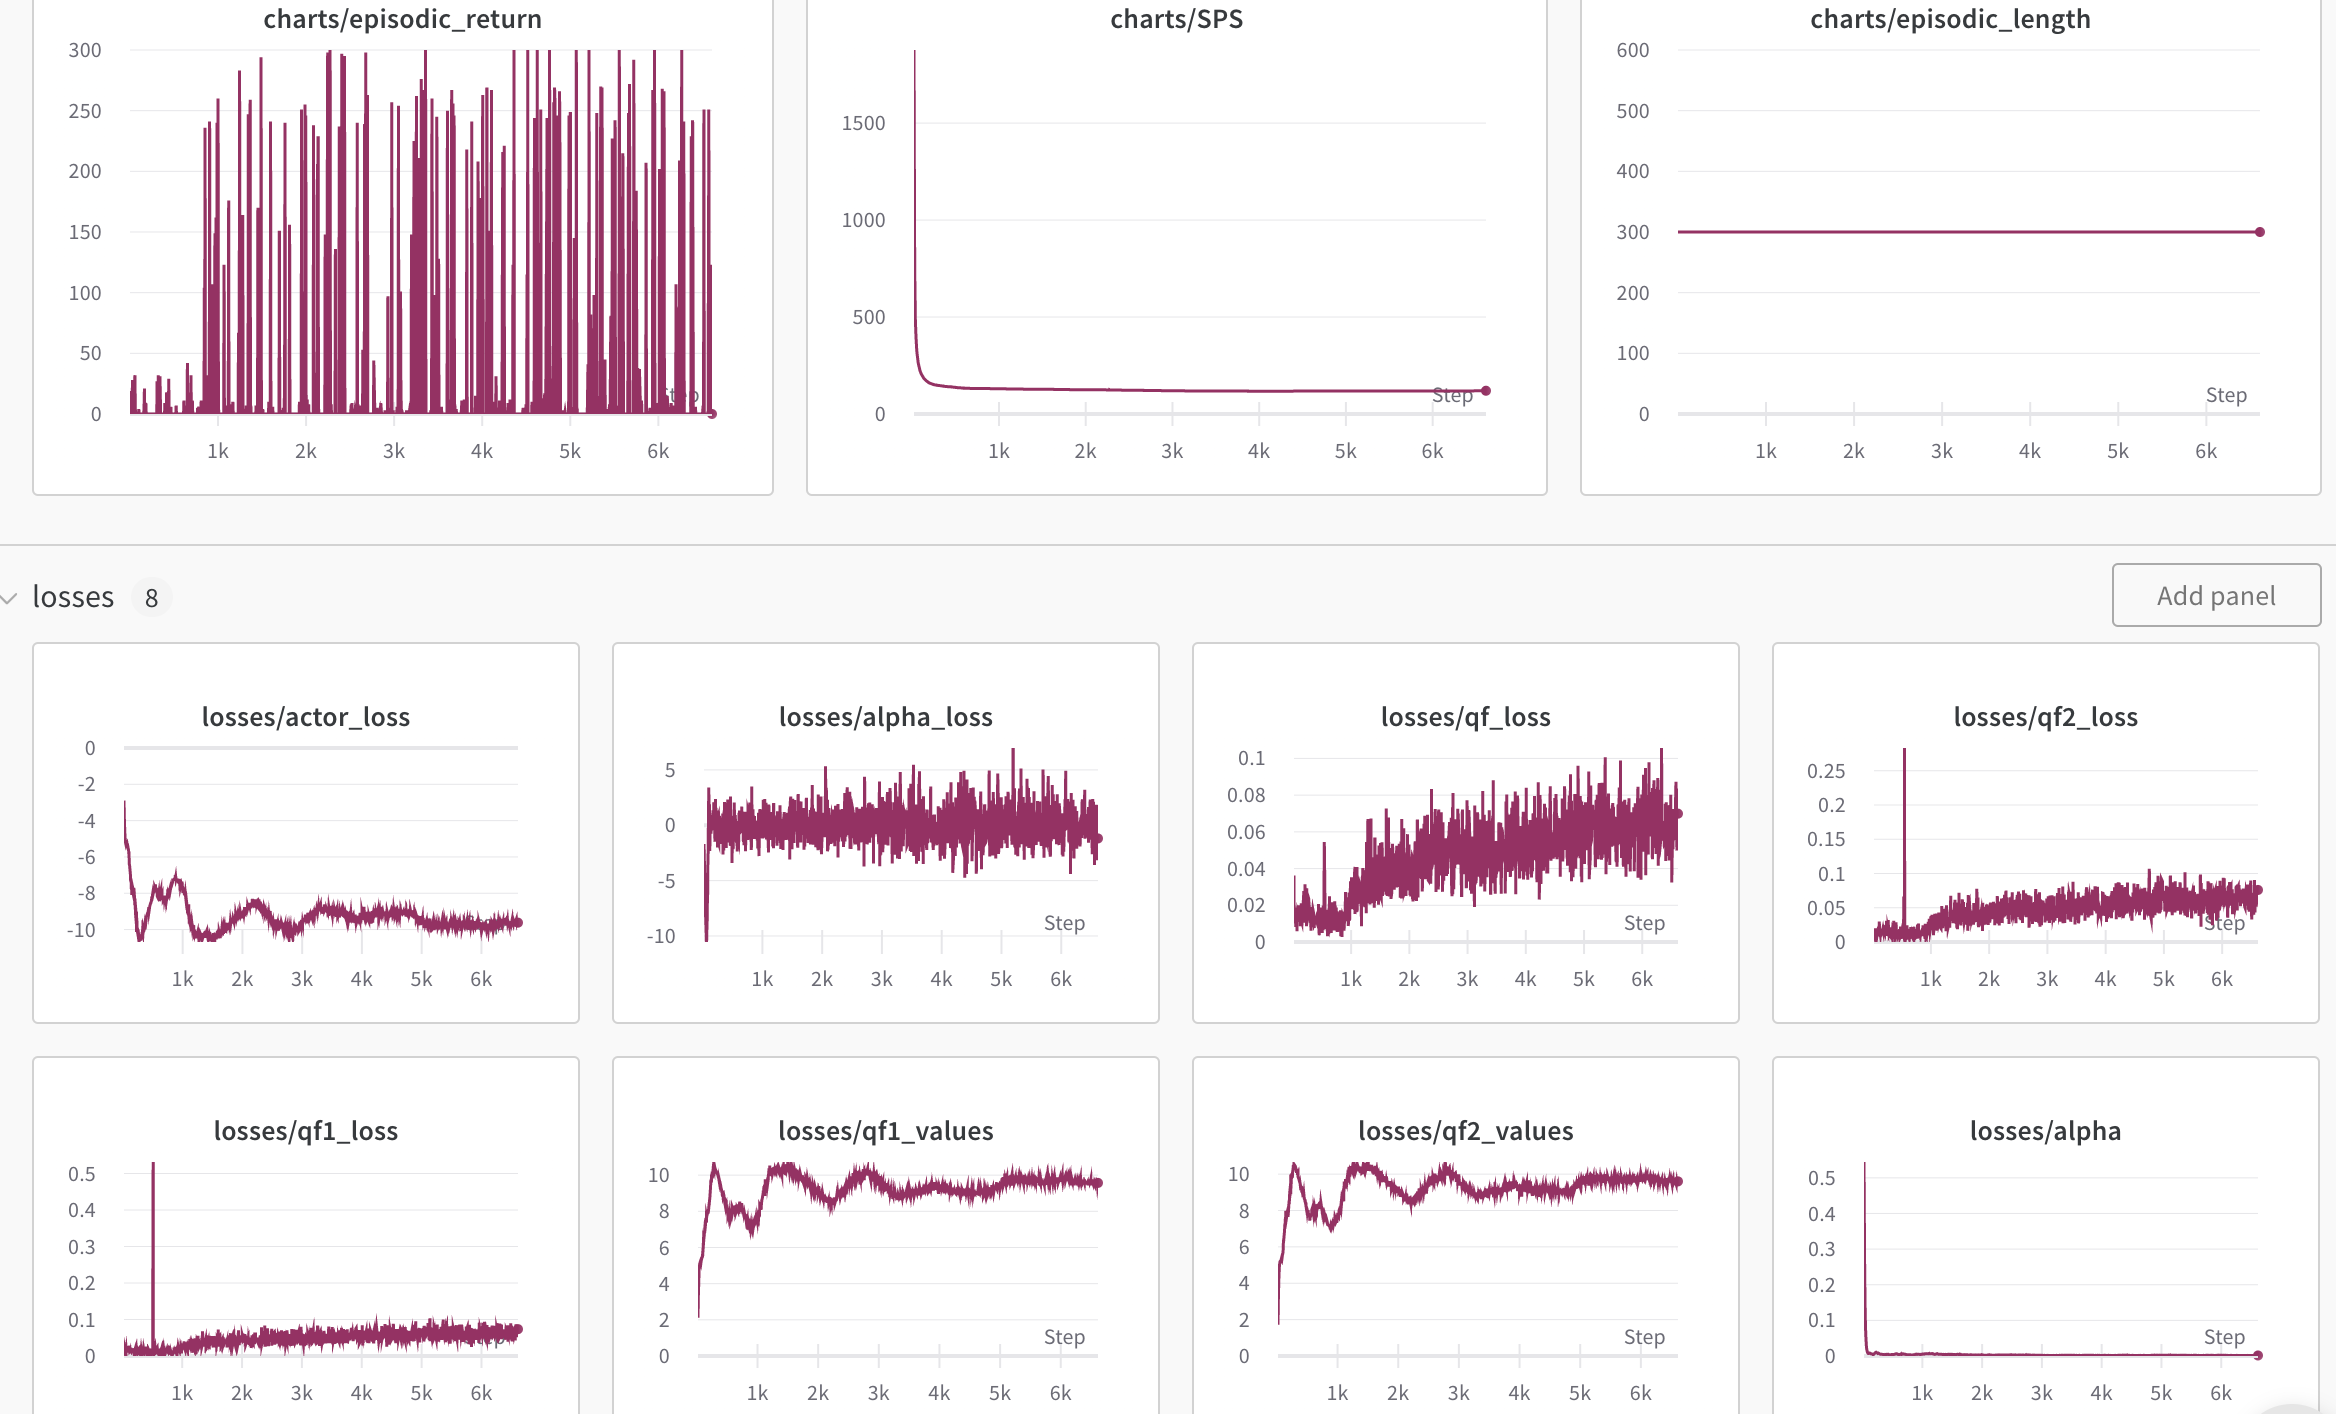 charts/episodic_return
300
250
200
150
100
50
0
Step
1k 2k 3k 4k 5k 6k
charts/SPS
1500
1000
500
0
Step
1k 2k 3k 4k 5k 6k
charts/episodic_length
600
500
400
300
200
100
0
Step
1k 2k 3k 4k 5k 6k
losses 8
Add panel
losses/actor_loss
0
-2
-4
-6
-8
-10
Step
1k 2k 3k 4k 5k 6k
losses/alpha_loss
5
0
-5
-10
Step
1k 2k 3k 4k 5k 6k
losses/qf_loss
0.1
0.08
0.06
0.04
0.02
0
Step
1k 2k 3k 4k 5k 6k
losses/qf2_loss
0.25
0.2
0.15
0.1
0.05
0
Step
1k 2k 3k 4k 5k 6k
losses/qf1_loss
0.5
0.4
0.3
0.2
0.1
0
Step
1k 2k 3k 4k 5k 6k
losses/qf1_values
10
8
6
4
2
0
Step
1k 2k 3k 4k 5k 6k
losses/qf2_values
10
8
6
4
2
0
Step
1k 2k 3k 4k 5k 6k
losses/alpha
0.5
0.4
0.3
0.2
0.1
0
Step
1k 2k 3k 4k 5k 6k